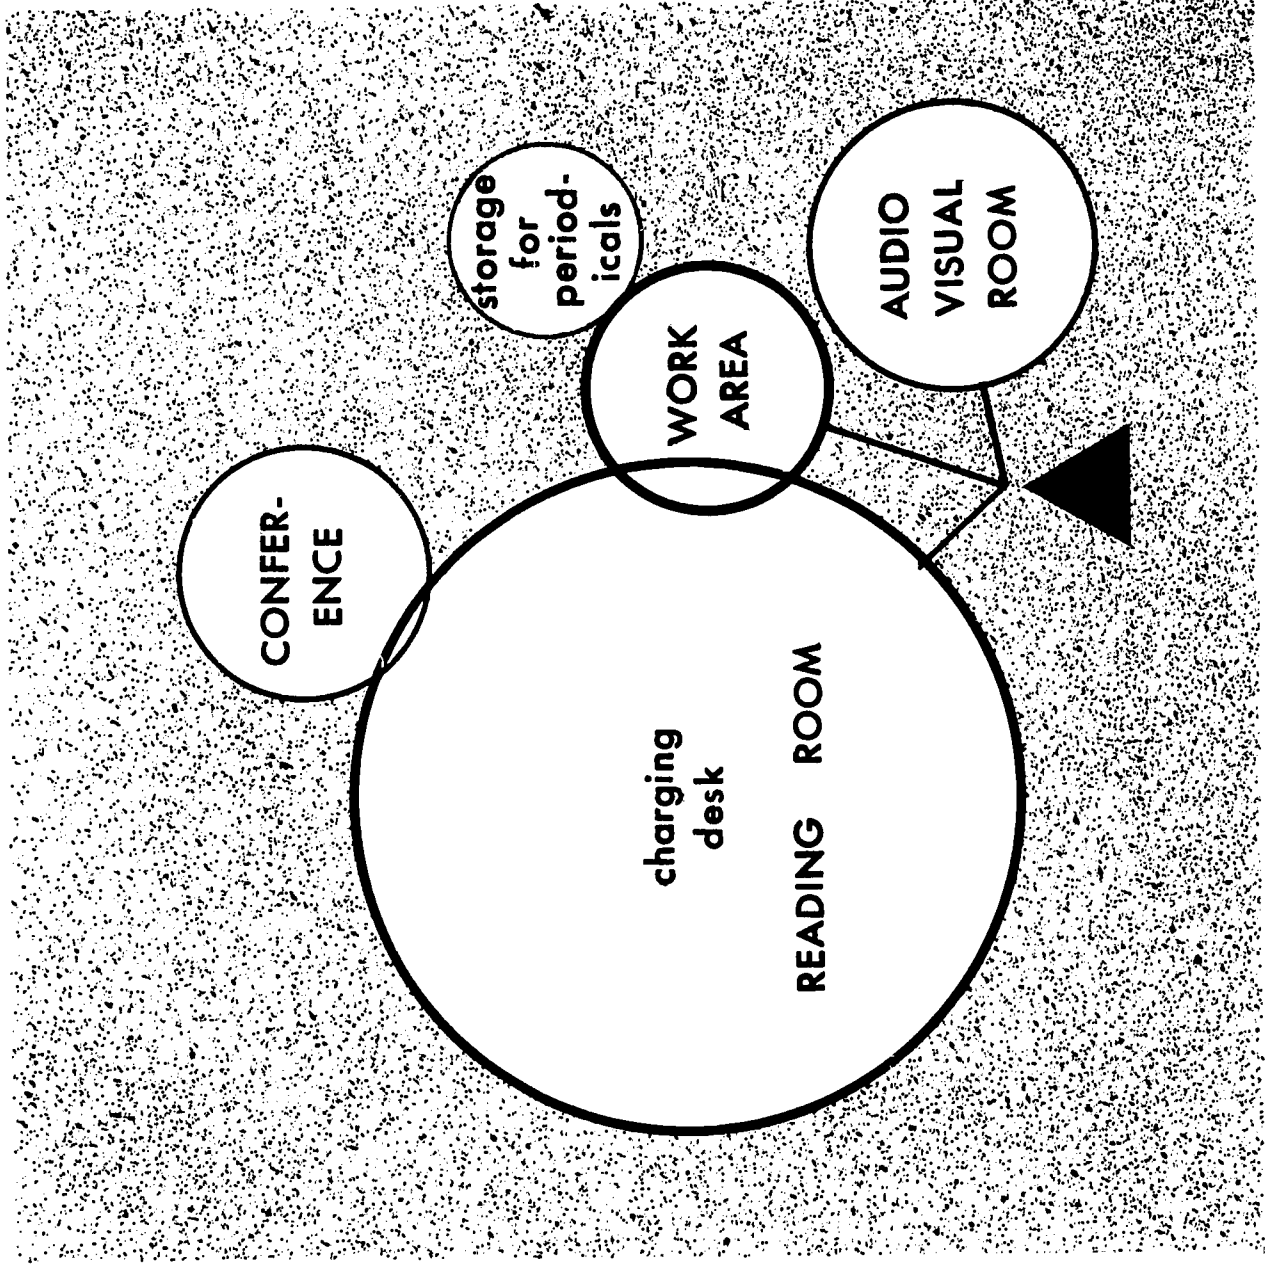 CONFER-
ENCE
storage
for
period-
icals
WORK
AREA
AUDIO
VISUAL
ROOM
charging
desk
READING ROOM